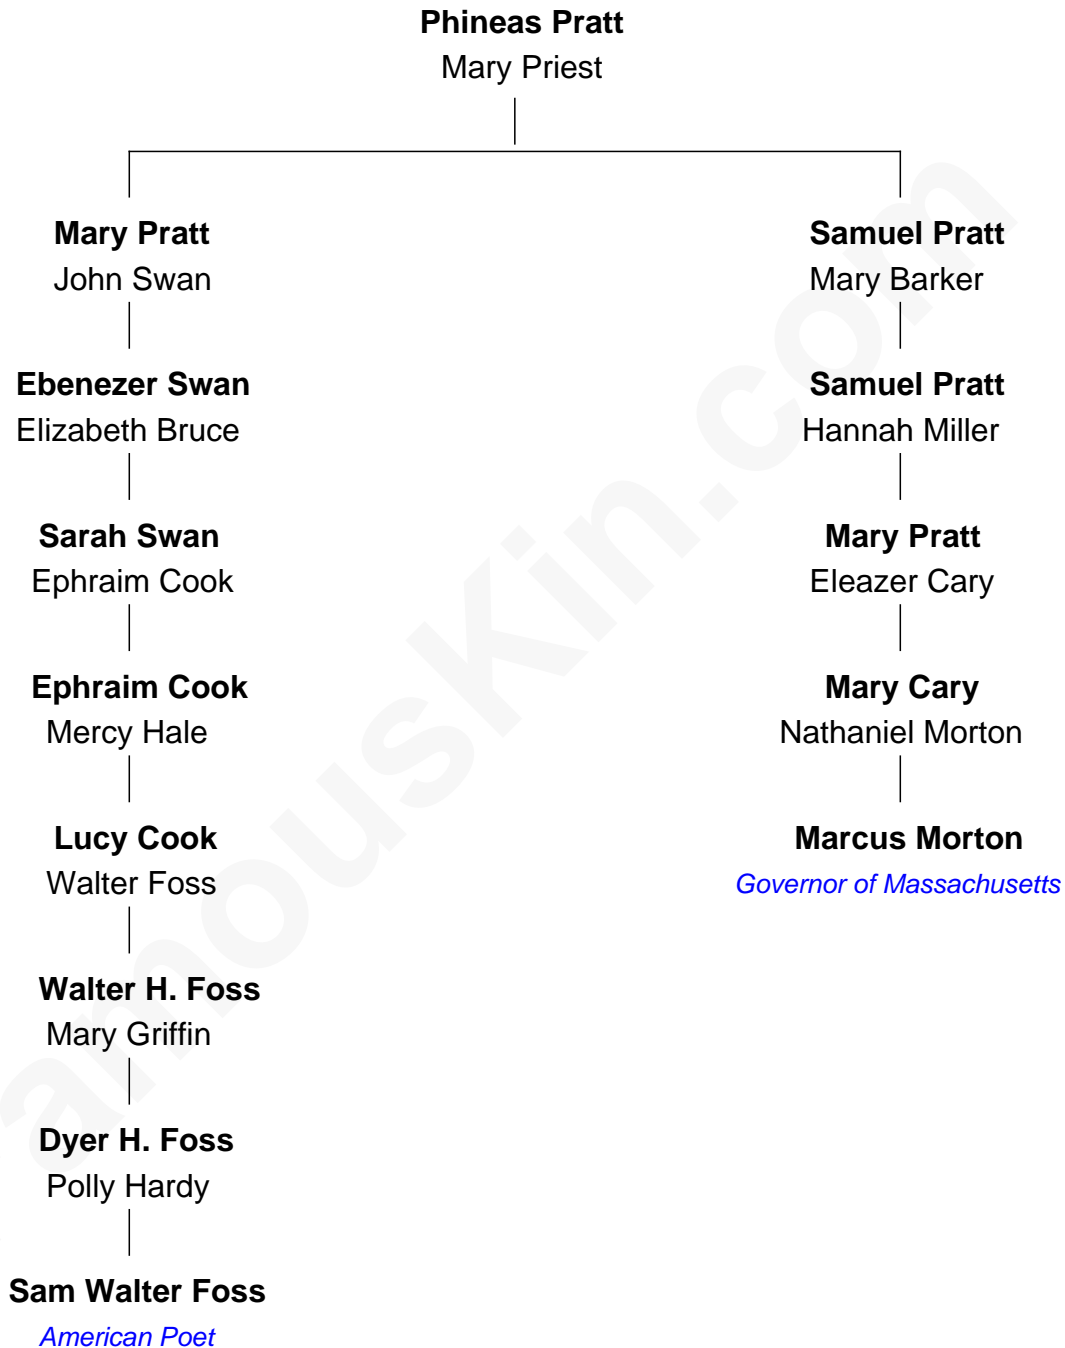 Phineas Pratt
Mary Priest
Mary Pratt
John Swan
Samuel Pratt
Mary Barker
Ebenezer Swan
Elizabeth Bruce
Samuel Pratt
Hannah Miller
Sarah Swan
Ephraim Cook
Mary Pratt
Eleazer Cary
Ephraim Cook
Mercy Hale
Mary Cary
Nathaniel Morton
Lucy Cook
Walter Foss
Marcus Morton
Governor of Massachusetts
Walter H. Foss
Mary Griffin
Dyer H. Foss
Polly Hardy
Sam Walter Foss
American Poet
amouskin.com